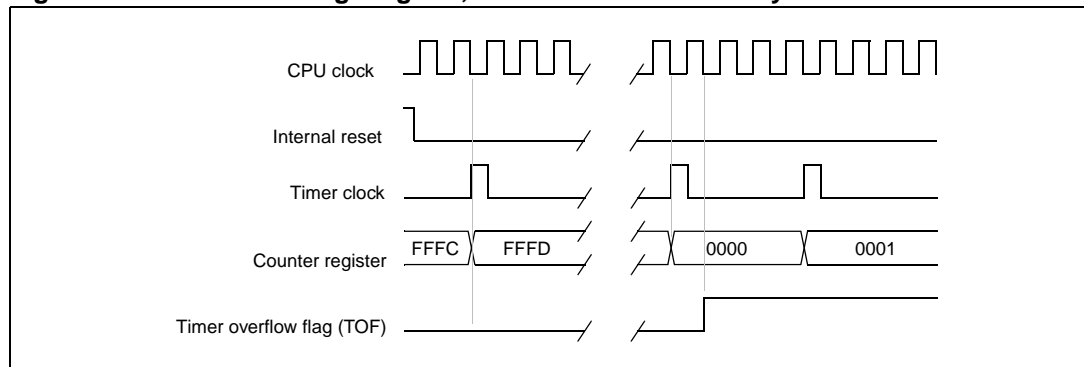 CPU clock
Internal reset
Timer clock
FFFC FFFD 0000 0001
Counter register
Timer overflow flag (TOF)